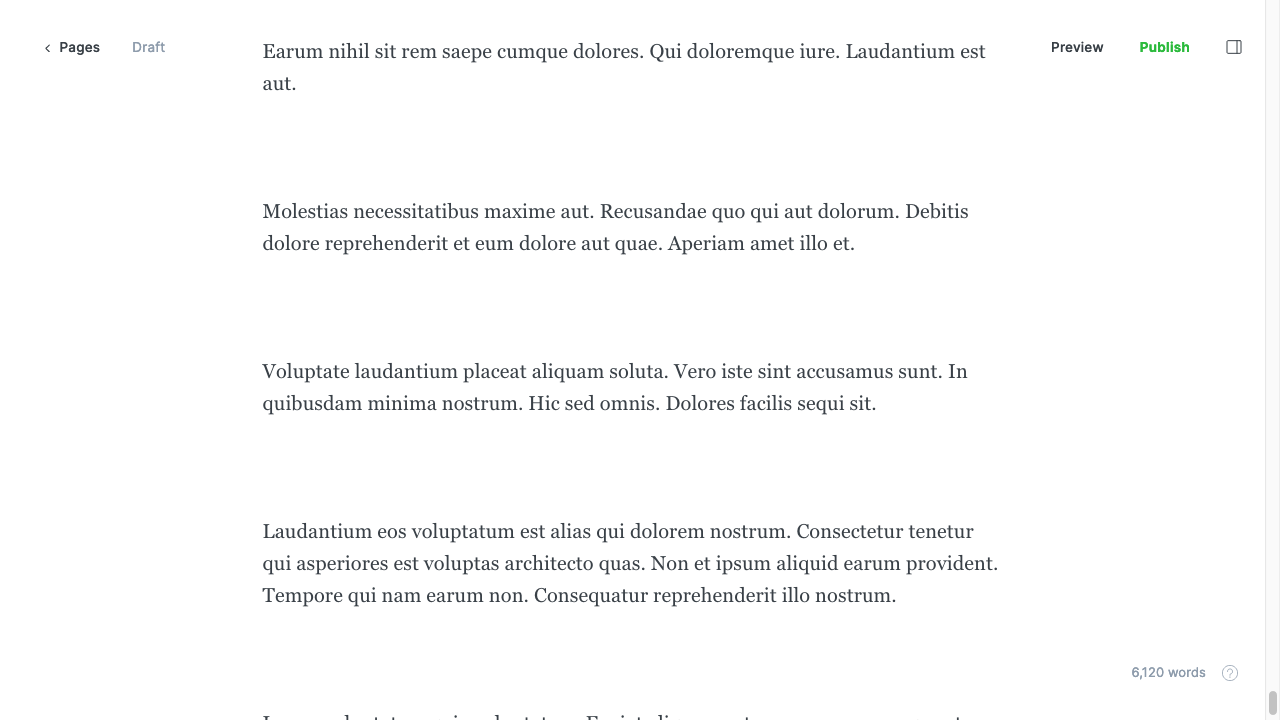 Pages
Draft
Preview
Publish
Earum nihil sit rem saepe cumque dolores. Qui doloremque iure. Laudantium est
aut.
Molestias necessitatibus maxime aut. Recusandae quo qui aut dolorum. Debitis
dolore reprehenderit et eum dolore aut quae. Aperiam amet illo et.
Voluptate laudantium placeat aliquam soluta. Vero iste sint accusamus sunt. In
quibusdam minima nostrum. Hic sed omnis. Dolores facilis sequi sit.
Laudantium eos voluptatum est alias qui dolorem nostrum. Consectetur tenetur
qui asperiores est voluptas architecto quas. Non et ipsum aliquid earum provident.
Tempore qui nam earum non. Consequatur reprehenderit illo nostrum.
6,120 words